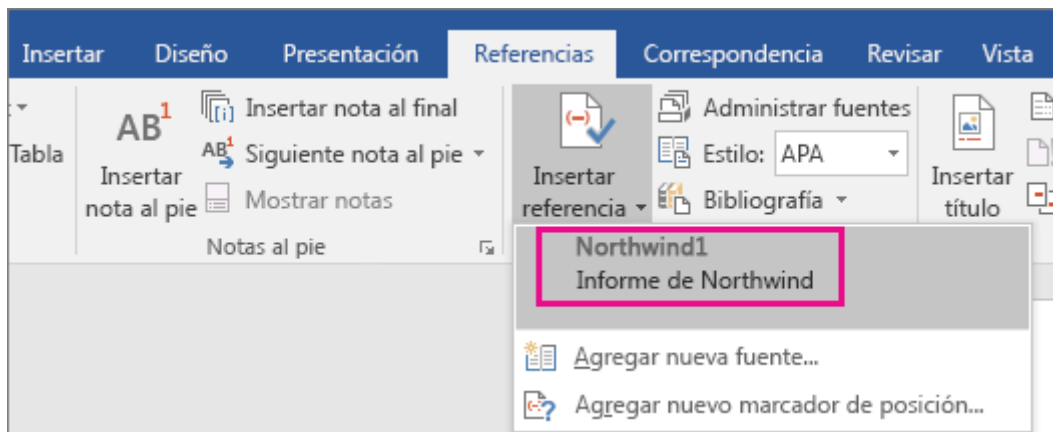 Insertar Diseño Presentación Referencias Correspondencia Revisar Vista
Tabla
AB1
Insertar
nota al pie
[i] Insertar nota al final
AB1 Siguiente nota al pie
Mostrar notas
Notas al pie
(-)
Insertar
referencia
Administrar fuentes
Estilo: APA
Bibliografía
Insertar
título
Northwind1
Informe de Northwind
Agregar nueva fuente...
Agregar nuevo marcador de posición...